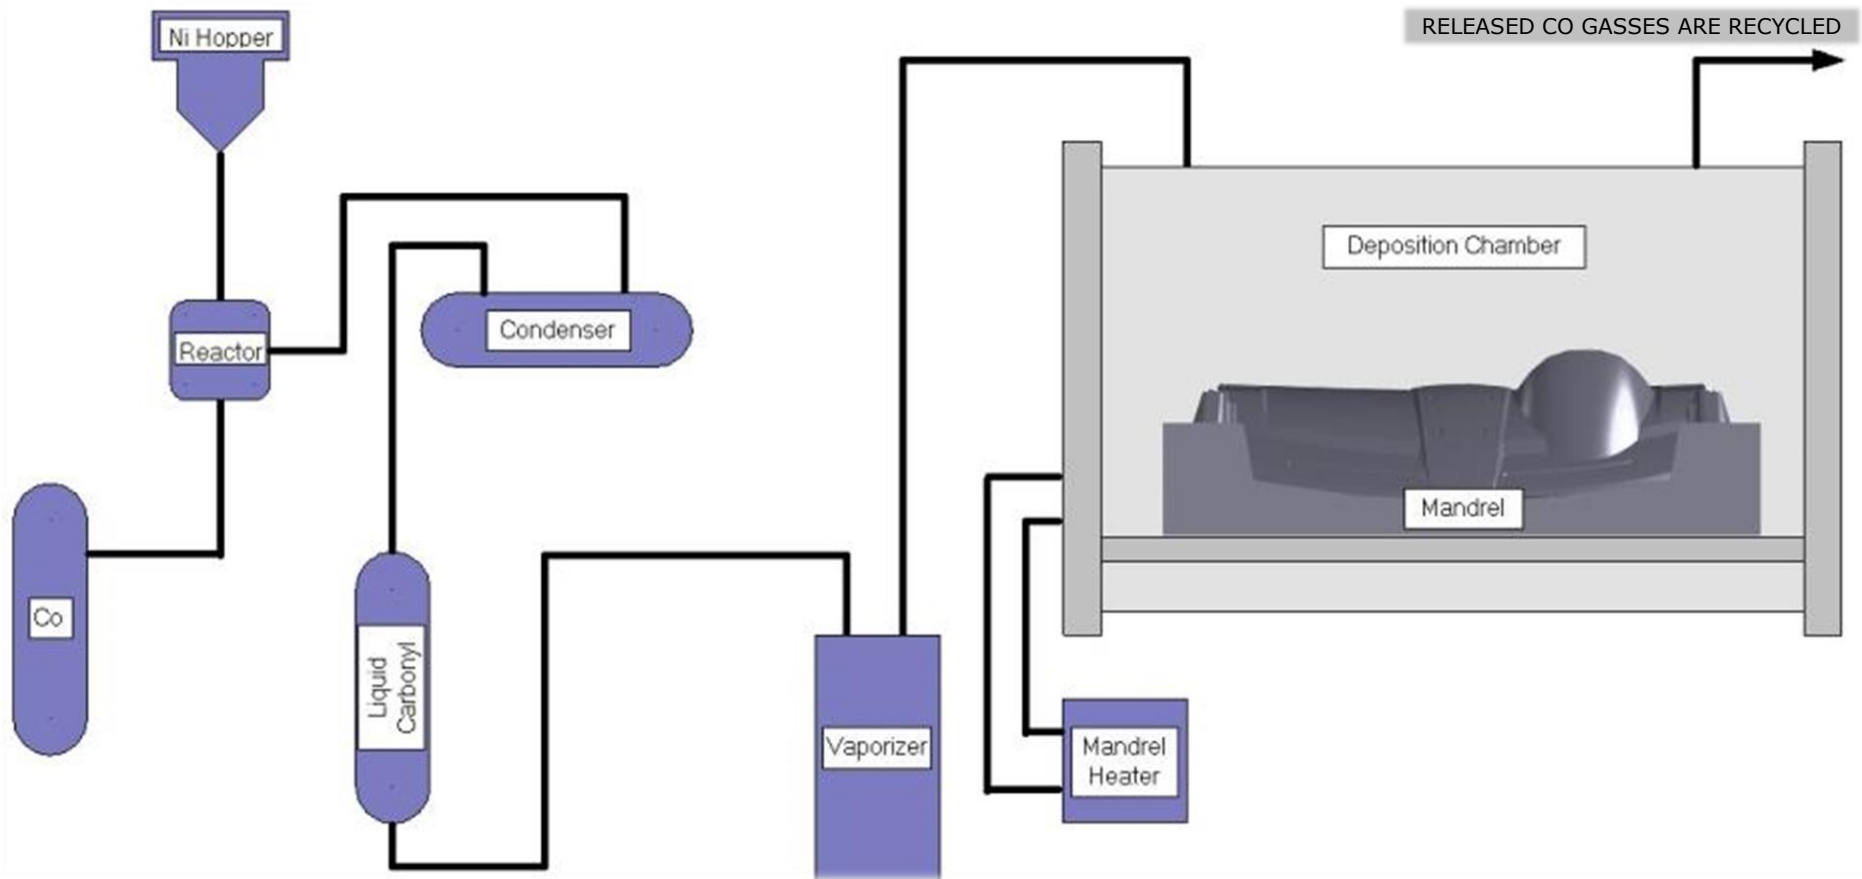 RELEASED CO GASSES ARE RECYCLED
Ni Hopper
Deposition Chamber
Condenser
Reactor
Mandrel
Co
Liquid
Carbonyl
Vaporizer
Mandrel
Heater